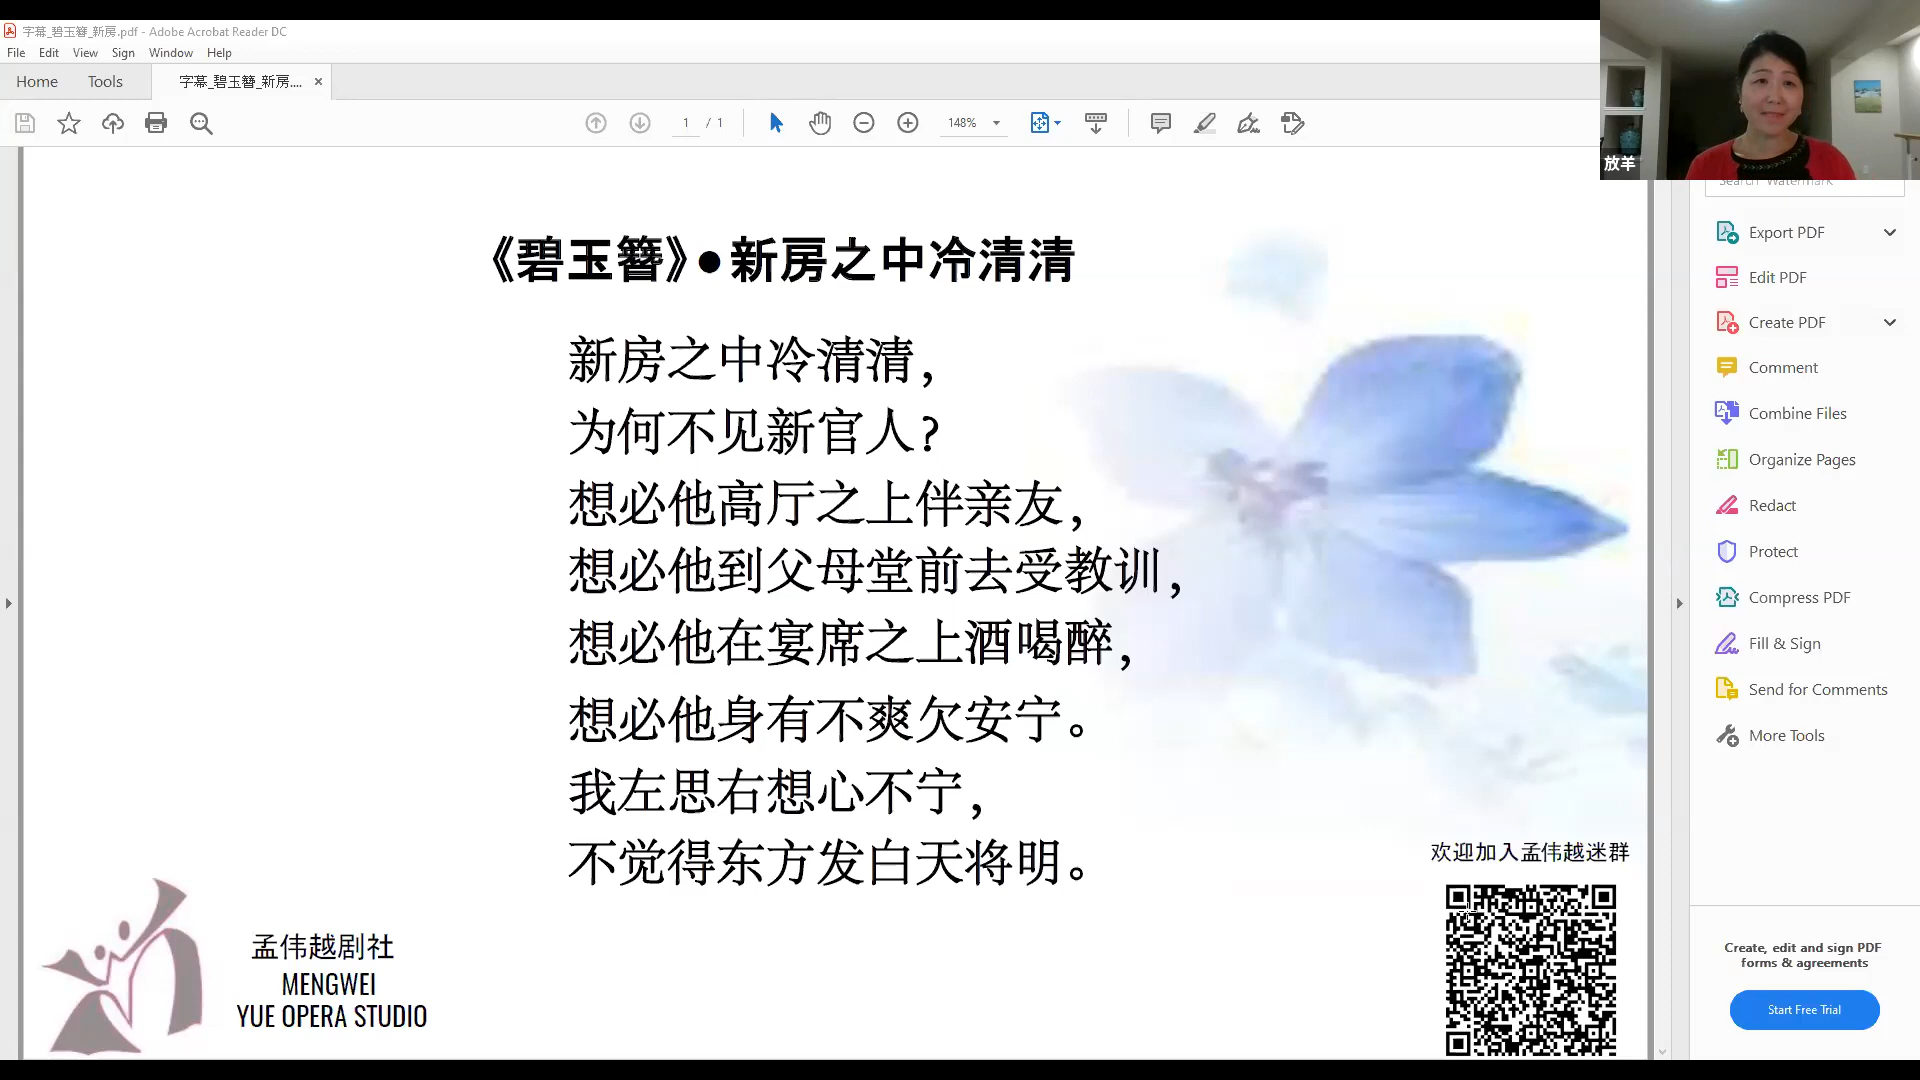 字幕_碧玉簪_新房.pdf - Adobe Acrobat Reader DC
File Edit View Sign Window Help
Home Tools 字幕_碧玉簪_新房.... ×
1 / 1 148%
放羊
Search 'Watermark'
《碧玉簪》●新房之中冷清清
新房之中冷清清，
为何不见新官人？
想必他高厅之上伴亲友，
想必他到父母堂前去受教训，
想必他在宴席之上酒喝醉，
想必他身有不爽欠安宁。
我左思右想心不宁，
不觉得东方发白天将明。
欢迎加入孟伟越迷群
孟伟越剧社
MENGWEI
YUE OPERA STUDIO
Export PDF
Edit PDF
Create PDF
Comment
Combine Files
Organize Pages
Redact
Protect
Compress PDF
Fill & Sign
Send for Comments
More Tools
Create, edit and sign PDF
forms & agreements
Start Free Trial